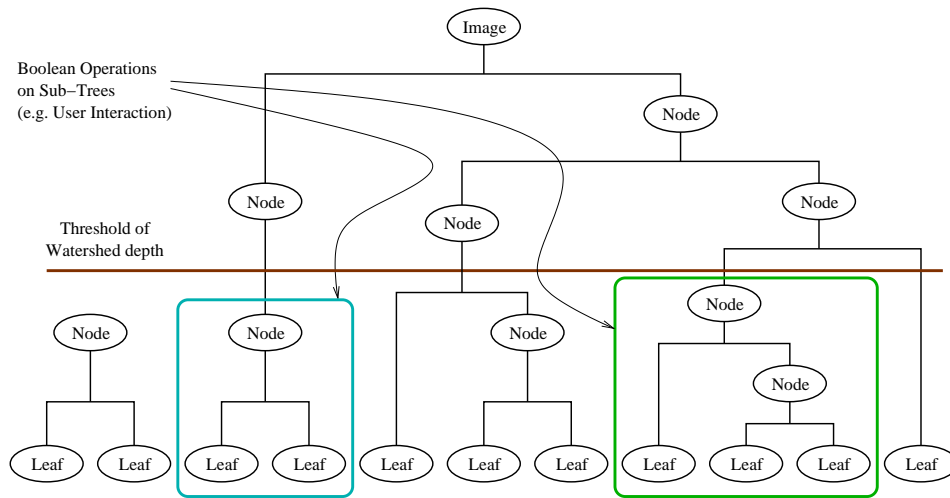 Image
Boolean Operations
on Sub−Trees
(e.g. User Interaction)
Node
Node
Node
Node
Threshold of
Watershed depth
Node
Node
Node
Node
Node
Leaf
Leaf
Leaf
Leaf
Leaf
Leaf
Leaf
Leaf
Leaf
Leaf
Leaf